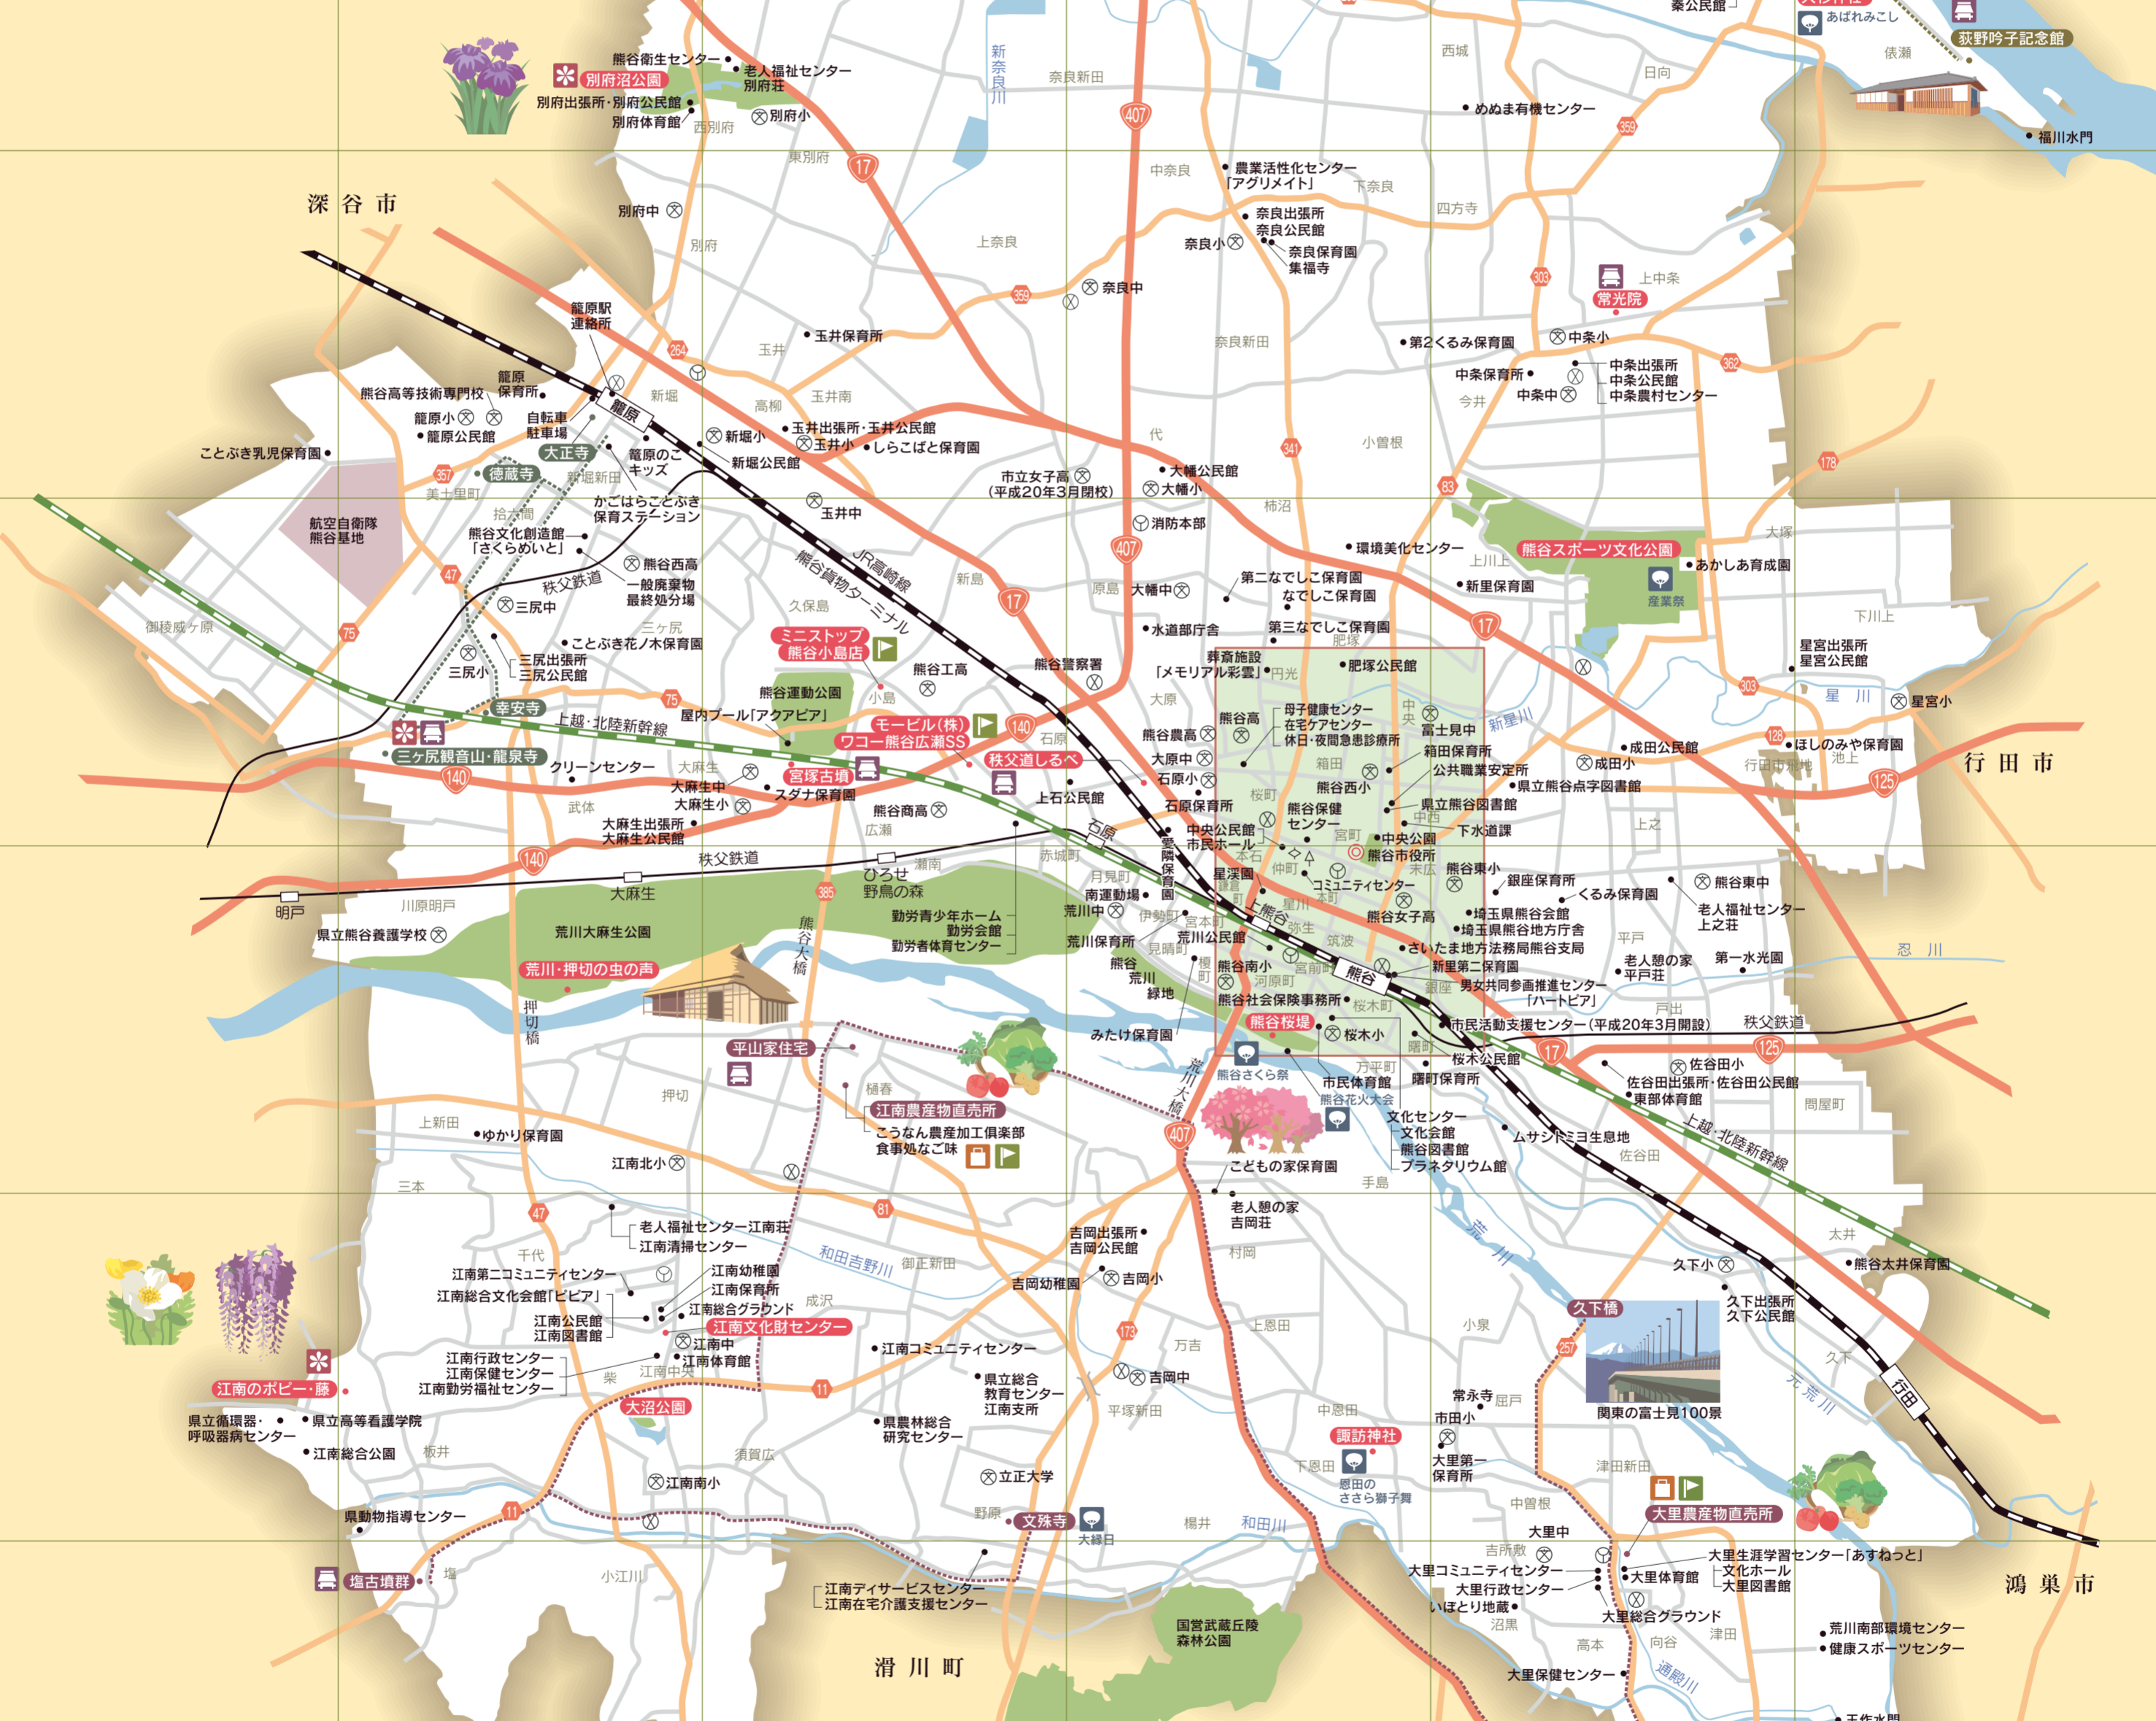 秦公民館
あばれみこし
荻野吟子記念館
俵瀬
福川水門
新奈良川
奈良新田
西城
日向
めぬま有機センター
359
407
熊谷衛生センター
別府沼公園
老人福祉センター
別府荘
別府出張所・別府公民館
別府体育館
西別府
別府小
東別府
17
別府中
別府
深谷市
中奈良
農業活性化センター
「アグリメイト」
下奈良
四方寺
奈良出張所
奈良公民館
奈良小
奈良保育園
集福寺
上奈良
奈良中
359
303
上中条
常光院
籠原駅
連絡所
264
玉井
玉井保育所
奈良新田
第2くるみ保育園
中条小
中条保育所
中条出張所
中条公民館
中条農村センター
中条中
362
今井
籠原
保育所
熊谷高等技術専門校
籠原小
籠原公民館
自転車
駐車場
籠原
新堀
高柳
玉井南
新堀小
新堀公民館
玉井出張所・玉井公民館
玉井小
しらこばと保育園
代
341
小曽根
ことぶき乳児保育園
大正寺
徳蔵寺
357
美土里町
新堀新田
篭原のこ
キッズ
かごはらことぶき
保育ステーション
拾六間
市立女子高
(平成20年3月閉校)
大幡公民館
大幡小
83
178
航空自衛隊
熊谷基地
熊谷文化創造館
「さくらめいと」
熊谷西高
一般廃棄物
最終処分場
秩父鉄道
玉井中
JR高崎線
熊谷貨物ターミナル
消防本部
柿沼
407
環境美化センター
上川上
熊谷スポーツ文化公園
産業祭
あかしあ育成園
大塚
新里保育園
47
75
三尻中
三ヶ尻
久保島
新島
17
原島
大幡中
第二なでしこ保育園
なでしこ保育園
第三なでしこ保育園
肥塚
17
下川上
御稜威ケ原
三尻小
三尻出張所
三尻公民館
ことぶき花ノ木保育園
ミニストップ
熊谷小島店
水道部庁舎
葬斎施設
「メモリアル彩雲」
円光
肥塚公民館
星宮出張所
星宮公民館
303
星川
星宮小
幸安寺
75
熊谷運動公園
小島
熊谷工高
熊谷警察署
大原
上越・北陸新幹線
屋内プール「アクアピア」
モービル(株)
ワコー熊谷広瀬SS
140
石原
熊谷農高
大原中
石原小
石原保育所
熊谷高
母子健康センター
在宅ケアセンター
休日・夜間急患診療所
中央
富士見中
新星川
箱田保育所
箱田
公共職業安定所
熊谷西小
県立熊谷図書館
中西
下水道課
県立熊谷点字図書館
成田公民館
成田小
128
ほしのみや保育園
行田市飛地
池上
125
行田市
三ヶ尻観音山・龍泉寺
140
クリーンセンター
大麻生
大麻生中
大麻生小
宮塚古墳
スダナ保育園
秩父道しるべ
武体
大麻生出張所
大麻生公民館
熊谷商高
広瀬
上石公民館
石原
赤城町
愛隣保育園
桜町
熊谷保健
センター
中央公民館
市民ホール
宮町
中央公園
熊谷市役所
本石
仲町
末広
熊谷東小
上之
140
秩父鉄道
瀬南
ひろせ
野鳥の森
月見町
星渓園
鎌倉町
コミュニティセンター
本町
銀座保育所
くるみ保育園
熊谷東中
老人福祉センター
上之荘
明戸
大麻生
385
川原明戸
南運動場
荒川中
伊勢町
宮本町
星川
熊谷女子高
埼玉県熊谷会館
埼玉県熊谷地方庁舎
県立熊谷養護学校
荒川大麻生公園
熊谷大橋
勤労青少年ホーム
勤労会館
勤労者体育センター
荒川保育所
見晴町
荒川公民館
上熊谷
弥生
筑波
さいたま地方法務局熊谷支局
平戸
忍川
荒川・押切の虫の声
熊谷
荒川
緑地
榎町
熊谷南小
宮前町
河原町
熊谷
新里第二保育園
銀座
男女共同参画推進センター
「ハートピア」
老人憩の家
平戸荘
第一水光園
戸出
熊谷社会保険事務所
桜木町
押切橋
みたけ保育園
熊谷桜堤
桜木小
市民活動支援センター(平成20年3月開設)
秩父鉄道
平山家住宅
荒川大橋
熊谷さくら祭
曙町
桜木公民館
17
125
万平町
市民体育館
曙町保育所
佐谷田小
佐谷田出張所・佐谷田公民館
東部体育館
押切
樋春
江南農産物直売所
こうなん農産加工倶楽部
食事処なご味
熊谷花火大会
文化センター
文化会館
熊谷図書館
プラネタリウム館
問屋町
上新田
ゆかり保育園
江南北小
407
ムサシトミヨ生息地
佐谷田
上越・北陸新幹線
三本
こどもの家保育園
手島
47
81
老人福祉センター江南荘
江南清掃センター
老人憩の家
吉岡荘
荒川
千代
和田吉野川
御正新田
吉岡出張所
吉岡公民館
村岡
太井
江南第二コミュニティセンター
江南幼稚園
江南保育所
吉岡幼稚園
吉岡小
久下小
熊谷太井保育園
江南総合文化会館「ピピア」
江南総合グラウンド
成沢
久下出張所
久下公民館
江南公民館
江南図書館
江南文化財センター
久下橋
江南中
江南体育館
173
万吉
上恩田
小泉
257
久下
江南行政センター
江南保健センター
江南勤労福祉センター
柴
江南中央
江南コミュニティセンター
吉岡中
元荒川
行田
江南のポピー・藤
11
県立総合
教育センター
江南支所
平塚新田
常永寺
屈戸
関東の富士見100景
大沼公園
県立循環器・
呼吸器病センター
県立高等看護学院
中恩田
市田小
江南総合公園
板井
須賀広
県農林総合
研究センター
諏訪神社
大里第一
保育所
江南南小
立正大学
下恩田
恩田の
ささら獅子舞
津田新田
県動物指導センター
11
野原
文殊寺
大縁日
楊井
和田川
中曽根
大里農産物直売所
塩古墳群
塩
小江川
大里中
吉所敷
大里生涯学習センター「あすねっと」
文化ホール
大里図書館
大里コミュニティセンター
大里体育館
大里行政センター
いぼとり地蔵
大里総合グラウンド
江南デイサービスセンター
江南在宅介護支援センター
国営武蔵丘陵
森林公園
沼黒
高本
向谷
津田
荒川南部環境センター
健康スポーツセンター
滑川町
鴻巣市
大里保健センター
通殿川
玉作水門